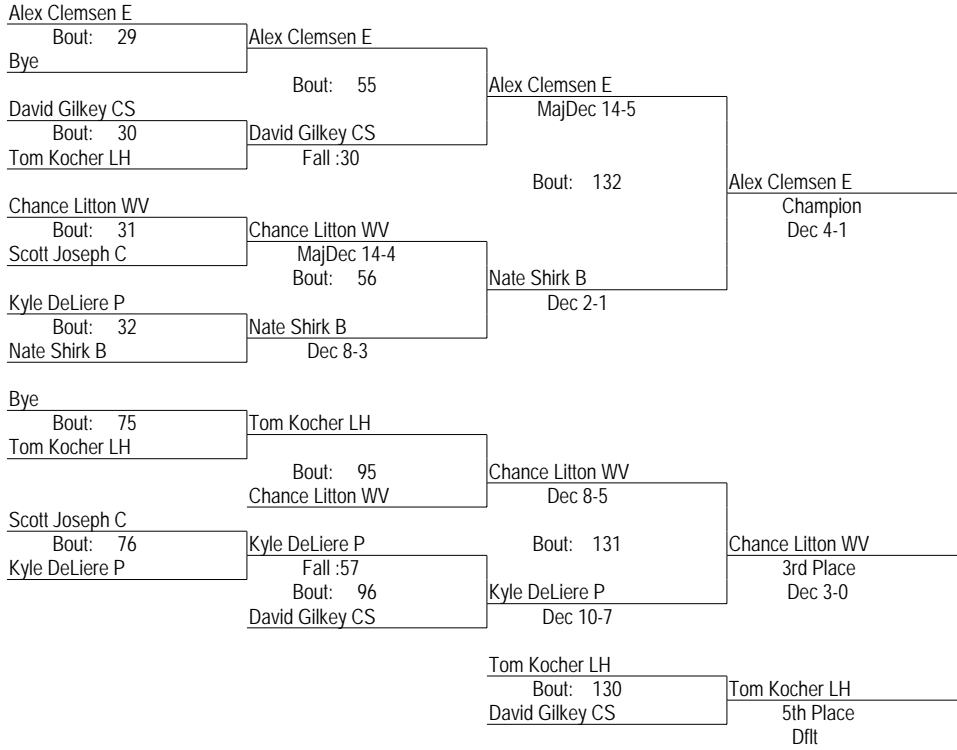 Alex Clemsen E
Bout: 29
Alex Clemsen E
Bye
Bout: 55
Alex Clemsen E
MajDec 14-5
David Gilkey CS
Bout: 30
David Gilkey CS
Tom Kocher LH
Fall :30
Bout: 132
Alex Clemsen E
Chance Litton WV
Champion
Bout: 31
Chance Litton WV
Dec 4-1
Scott Joseph C
MajDec 14-4
Bout: 56
Nate Shirk B
Kyle DeLiere P
Dec 2-1
Bout: 32
Nate Shirk B
Nate Shirk B
Dec 8-3
Bye
Bout: 75
Tom Kocher LH
Tom Kocher LH
Bout: 95
Chance Litton WV
Chance Litton WV
Dec 8-5
Scott Joseph C
Bout: 76
Kyle DeLiere P
Bout: 131
Chance Litton WV
Kyle DeLiere P
Fall :57
3rd Place
Bout: 96
Kyle DeLiere P
Dec 3-0
David Gilkey CS
Dec 10-7
Tom Kocher LH
Bout: 130
Tom Kocher LH
David Gilkey CS
5th Place
Dflt